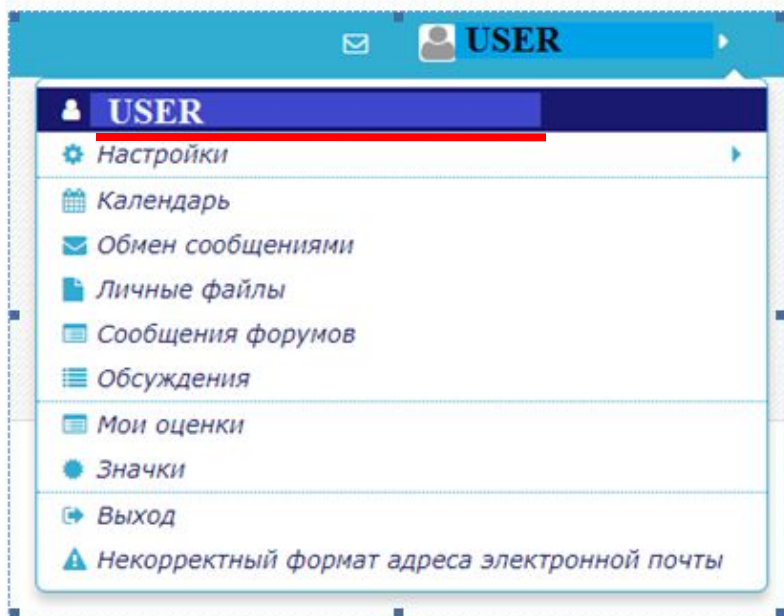 USER
USER
Настройки
Календарь
Обмен сообщениями
Личные файлы
Сообщения форумов
Обсуждения
Мои оценки
Значки
Выход
Некорректный формат адреса электронной почты